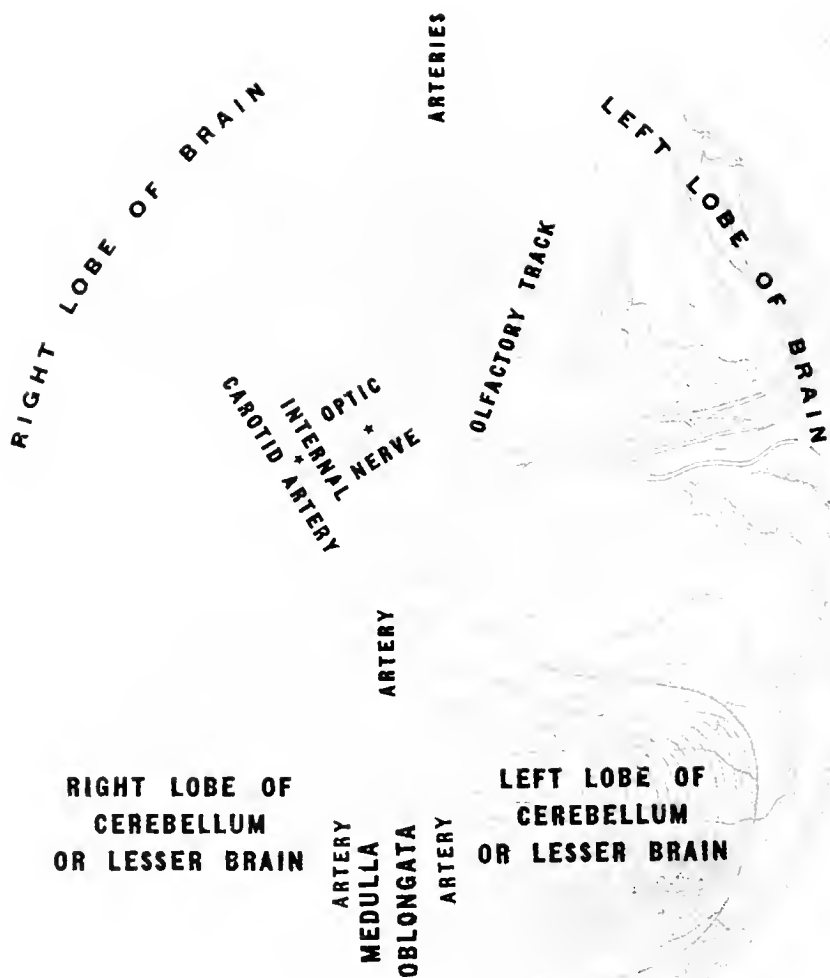 ARTERIES
RIGHT LOBE OF BRAIN
LEFT LOBE OF BRAIN
OLFACTORY TRACK
OPTIC
* NERVE
INTERNAL
*
CAROTID ARTERY
ARTERY
RIGHT LOBE OF
CEREBELLUM
OR LESSER BRAIN
LEFT LOBE OF
CEREBELLUM
OR LESSER BRAIN
ARTERY
MEDULLA
OBLONGATA
ARTERY